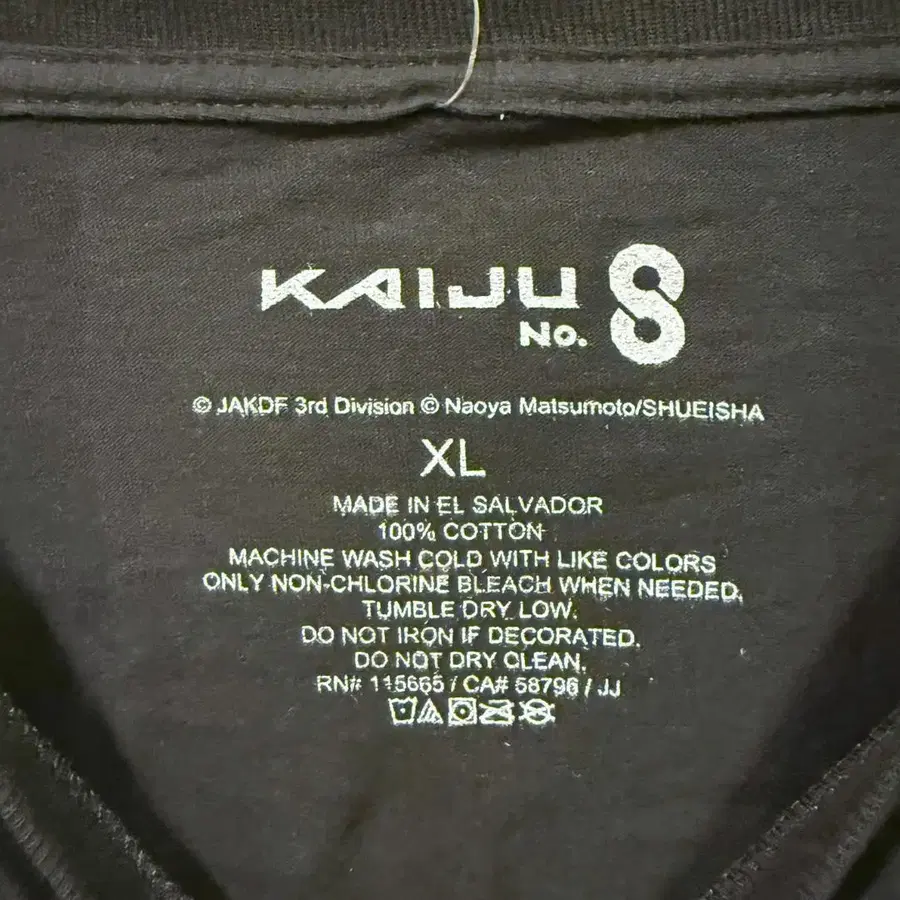 KAIJU No. 8
© JAKDF 3rd Division © Naoya Matsumoto/SHUEISHA
XL
MADE IN EL SALVADOR
100% COTTON
MACHINE WASH COLD WITH LIKE COLORS
ONLY NON-CHLORINE BLEACH WHEN NEEDED.
TUMBLE DRY LOW.
DO NOT IRON IF DECORATED.
DO NOT DRY CLEAN.
RN# 115665 / CA# 58796 / JJ